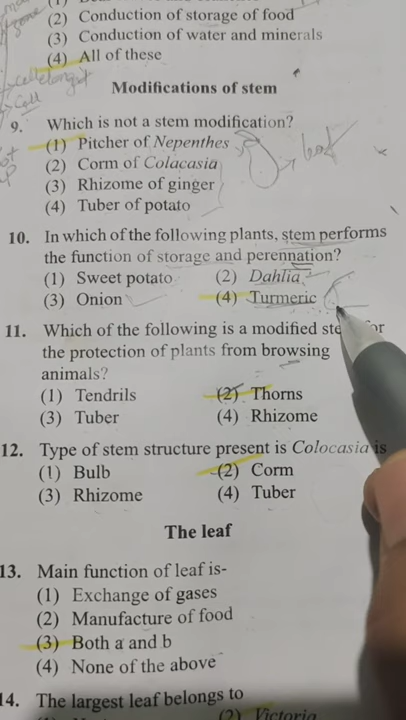 (2) Conduction of storage of food
(3) Conduction of water and minerals
(4) All of these
Modifications of stem
9. Which is not a stem modification?
(1) Pitcher of Nepenthes
(2) Corm of Colacasia
(3) Rhizome of ginger
(4) Tuber of potato
10. In which of the following plants, stem performs
the function of storage and perennation?
(1) Sweet potato (2) Dahlia
(3) Onion (4) Turmeric
11. Which of the following is a modified
the protection of plants from browsing
animals?
(1) Tendrils (2) Thorns
(3) Tuber (4) Rhizome
12. Type of stem structure present is Colocasia is
(1) Bulb (2) Corm
(3) Rhizome (4) Tuber
The leaf
13. Main function of leaf is-
(1) Exchange of gases
(2) Manufacture of food
(3) Both a and b
(4) None of the above
14. The largest leaf belongs to
(2) Victoria